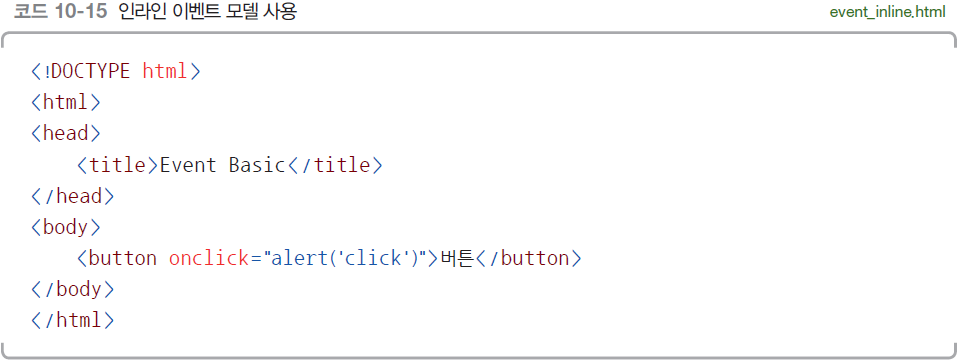 코드 10-15 인라인 이벤트 모델 사용 event_inline.html
<!DOCTYPE html>
<html>
<head>
    <title>Event Basic</title>
</head>
<body>
    <button onclick="alert('click')">버튼</button>
</body>
</html>